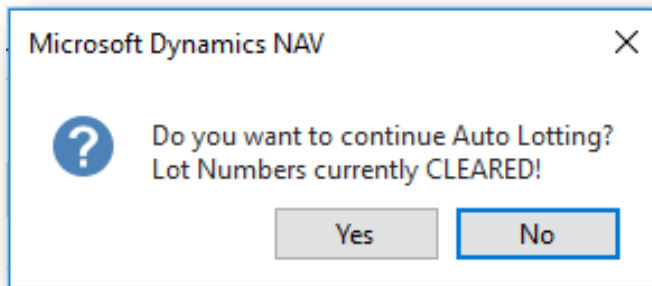 Microsoft Dynamics NAV
?
Do you want to continue Auto Lotting?
Lot Numbers currently CLEARED!
Yes No